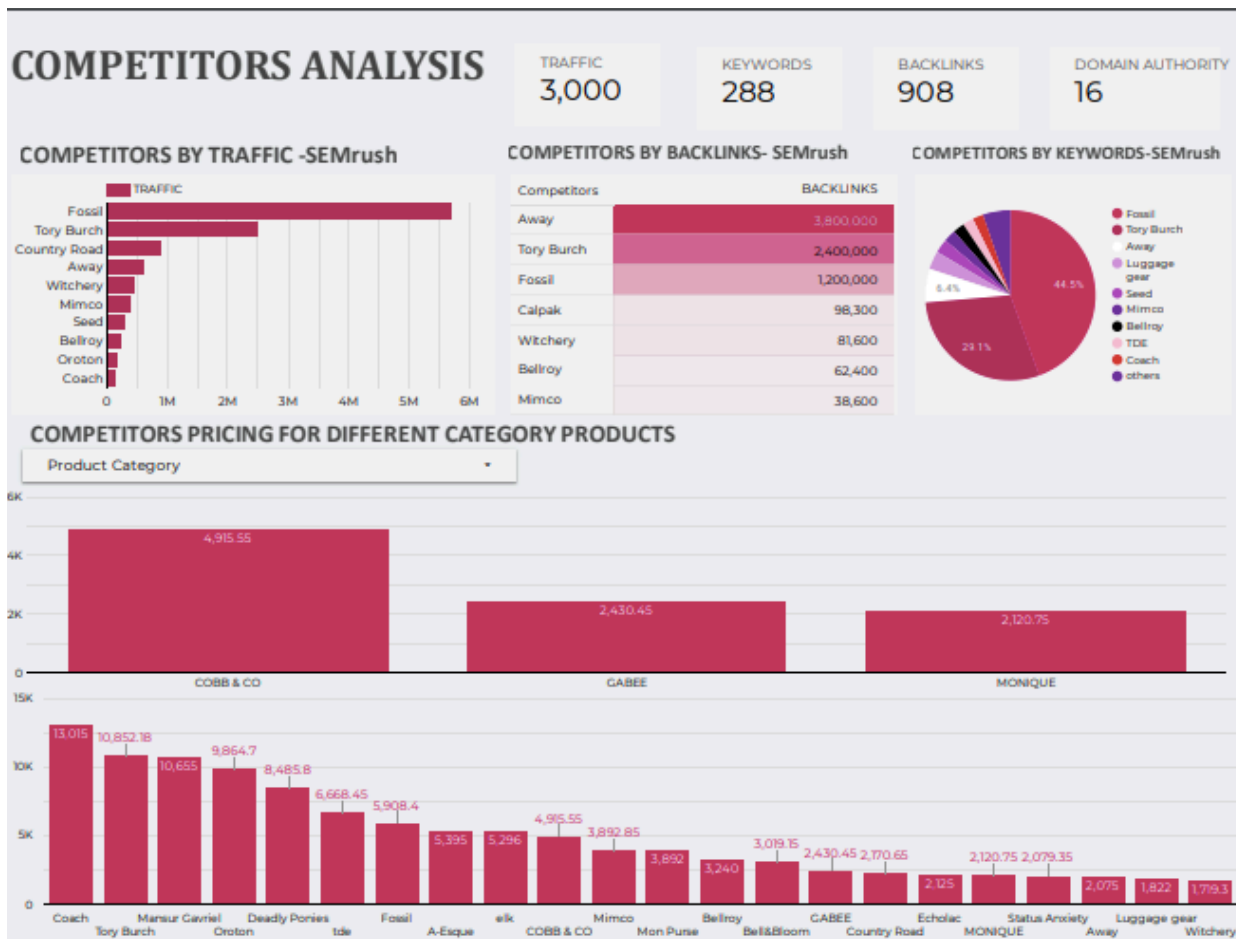 COMPETITORS ANALYSIS
TRAFFIC
3,000
KEYWORDS
288
BACKLINKS
908
DOMAIN AUTHORITY
16
COMPETITORS BY TRAFFIC -SEMrush
TRAFFIC
Fossil
Tory Burch
Country Road
Away
Witchery
Mimco
Seed
Bellroy
Oroton
Coach
0 1M 2M 3M 4M 5M 6M
COMPETITORS BY BACKLINKS- SEMrush
Competitors BACKLINKS
Away 3,800,000
Tory Burch 2,400,000
Fossil 1,200,000
Calpak 98,300
Witchery 81,600
Bellroy 62,400
Mimco 38,600
COMPETITORS BY KEYWORDS-SEMrush
44.5%
29.1%
6.4%
Fossil
Tory Burch
Away
Luggage
gear
Seed
Mimco
Bellroy
TDE
Coach
others
COMPETITORS PRICING FOR DIFFERENT CATEGORY PRODUCTS
Product Category
6K
4K
2K
0
4,915.55
2,430.45
2,120.75
COBB & CO GABEE MONIQUE
15K
10K
5K
0
13,015
10,852.18
10,655
9,864.7
8,485.8
6,668.45
5,908.4
5,395
5,296
4,915.55
3,892.85
3,892
3,240
3,019.15
2,430.45
2,170.65
2,125
2,120.75
2,079.35
2,075
1,822
1,719.3
Coach Mansur Gavriel Deadly Ponies Fossil elk Mimco Bellroy GABEE Echolac Status Anxiety Luggage gear
Tory Burch Oroton tde A-Esque COBB & CO Mon Purse Bell&Bloom Country Road MONIQUE Away Witchery